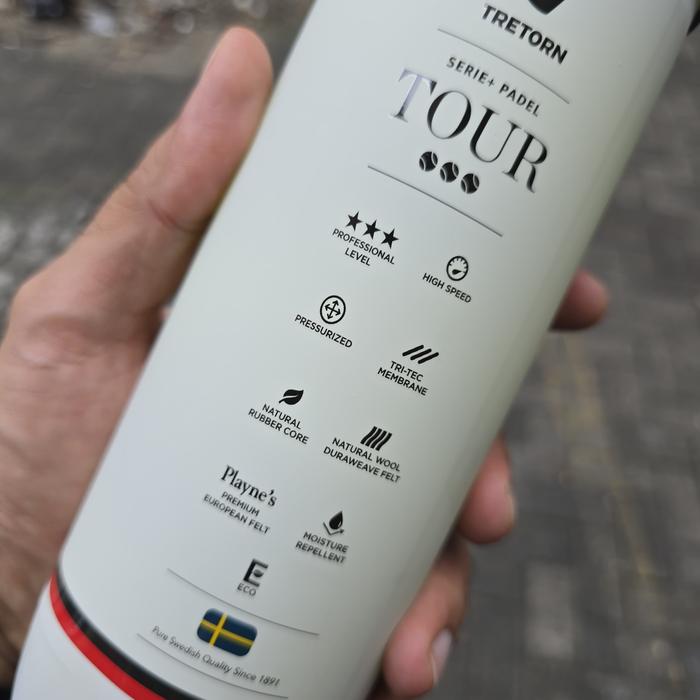 TRETORN
SERIE+ PADEL
TOUR
PROFESSIONAL
LEVEL
HIGH SPEED
PRESSURIZED
TRI-TEC
MEMBRANE
NATURAL
RUBBER CORE
NATURAL WOOL
DURAWEAVE FELT
Playne's
PREMIUM
EUROPEAN FELT
MOISTURE
REPELLENT
E
ECO
Pure Swedish Quality Since 1891